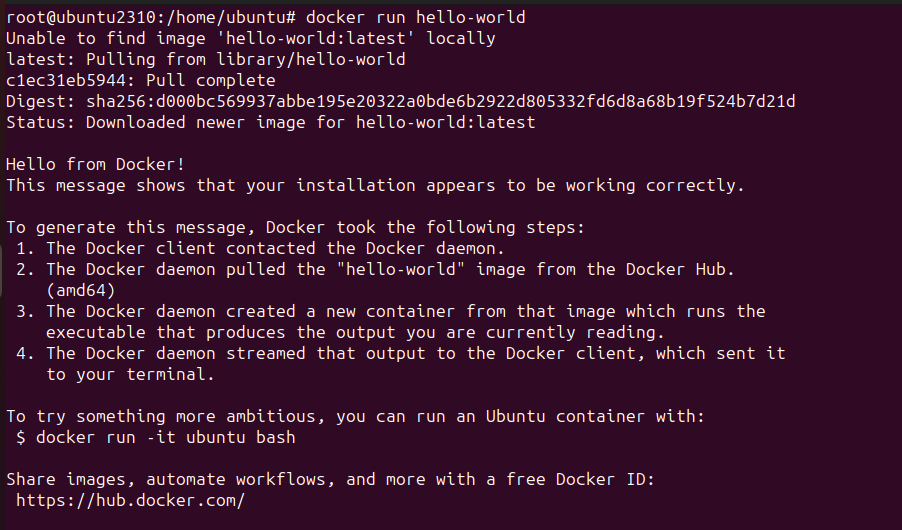 root@ubuntu2310:/home/ubuntu# docker run hello-world
Unable to find image 'hello-world:latest' locally
latest: Pulling from library/hello-world
c1ec31eb5944: Pull complete
Digest: sha256:d000bc569937abbe195e20322a0bde6b2922d805332fd6d8a68b19f524b7d21d
Status: Downloaded newer image for hello-world:latest

Hello from Docker!
This message shows that your installation appears to be working correctly.

To generate this message, Docker took the following steps:
 1. The Docker client contacted the Docker daemon.
 2. The Docker daemon pulled the "hello-world" image from the Docker Hub.
    (amd64)
 3. The Docker daemon created a new container from that image which runs the
    executable that produces the output you are currently reading.
 4. The Docker daemon streamed that output to the Docker client, which sent it
    to your terminal.

To try something more ambitious, you can run an Ubuntu container with:
 $ docker run -it ubuntu bash

Share images, automate workflows, and more with a free Docker ID:
 https://hub.docker.com/